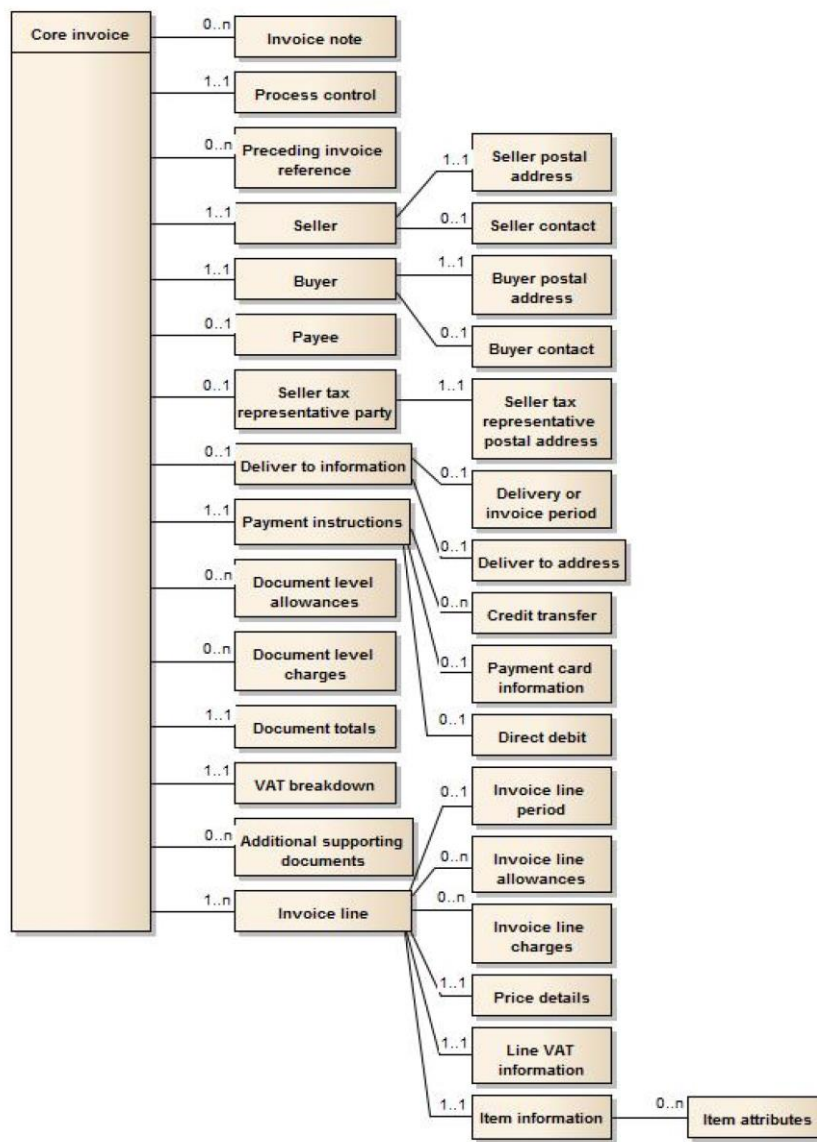 Core invoice
0..n
Invoice note
1..1
Process control
0..n
Preceding invoice
reference
1..1
Seller
1..1
Seller postal
address
0..1
Seller contact
1..1
Buyer
1..1
Buyer postal
address
0..1
Buyer contact
0..1
Payee
0..1
Seller tax
representative party
1..1
Seller tax
representative
postal address
0..1
Deliver to information
0..1
Delivery or
invoice period
0..1
Deliver to address
1..1
Payment instructions
0..n
Credit transfer
0..1
Payment card
information
0..1
Direct debit
0..n
Document level
allowances
0..n
Document level
charges
1..1
Document totals
1..1
VAT breakdown
0..n
Additional supporting
documents
1..n
Invoice line
0..1
Invoice line
period
0..n
Invoice line
allowances
0..n
Invoice line
charges
1..1
Price details
1..1
Line VAT
information
1..1
Item information
0..n
Item attributes